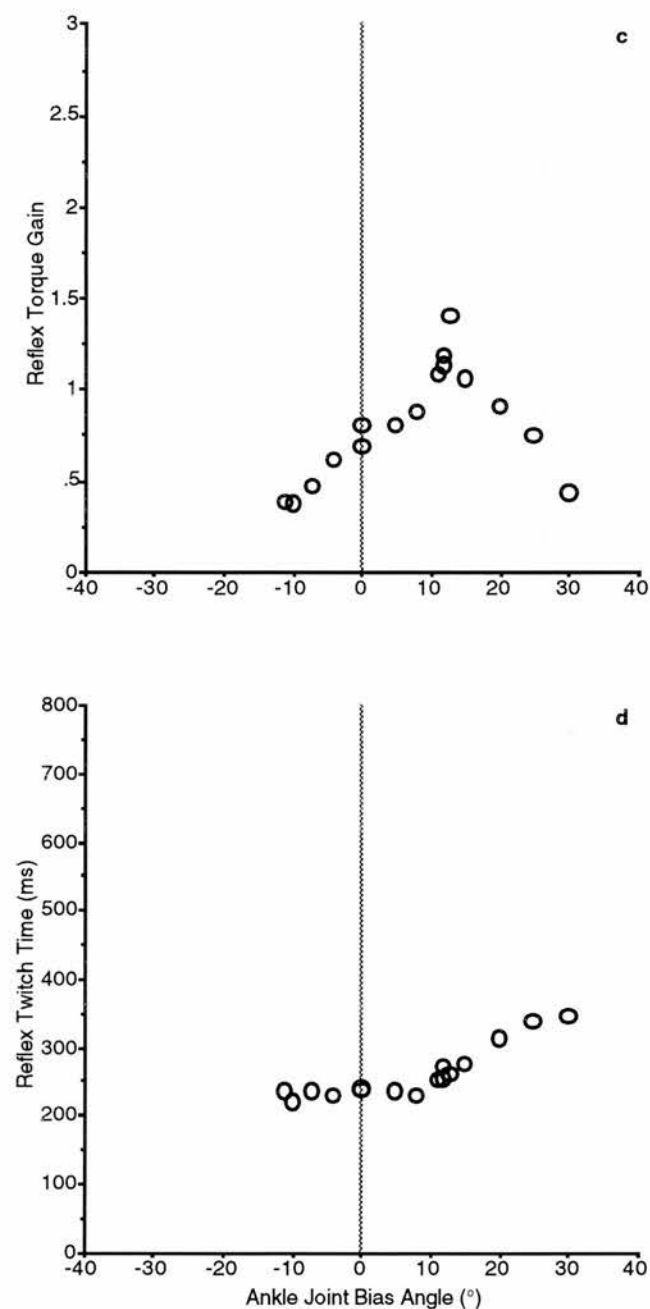 c
3
2.5
2
1.5
1
.5
0
Reflex Torque Gain
-40 -30 -20 -10 0 10 20 30 40
d
800
700
600
500
400
300
200
100
0
Reflex Twitch Time (ms)
-40 -30 -20 -10 0 10 20 30 40
Ankle Joint Bias Angle (°)